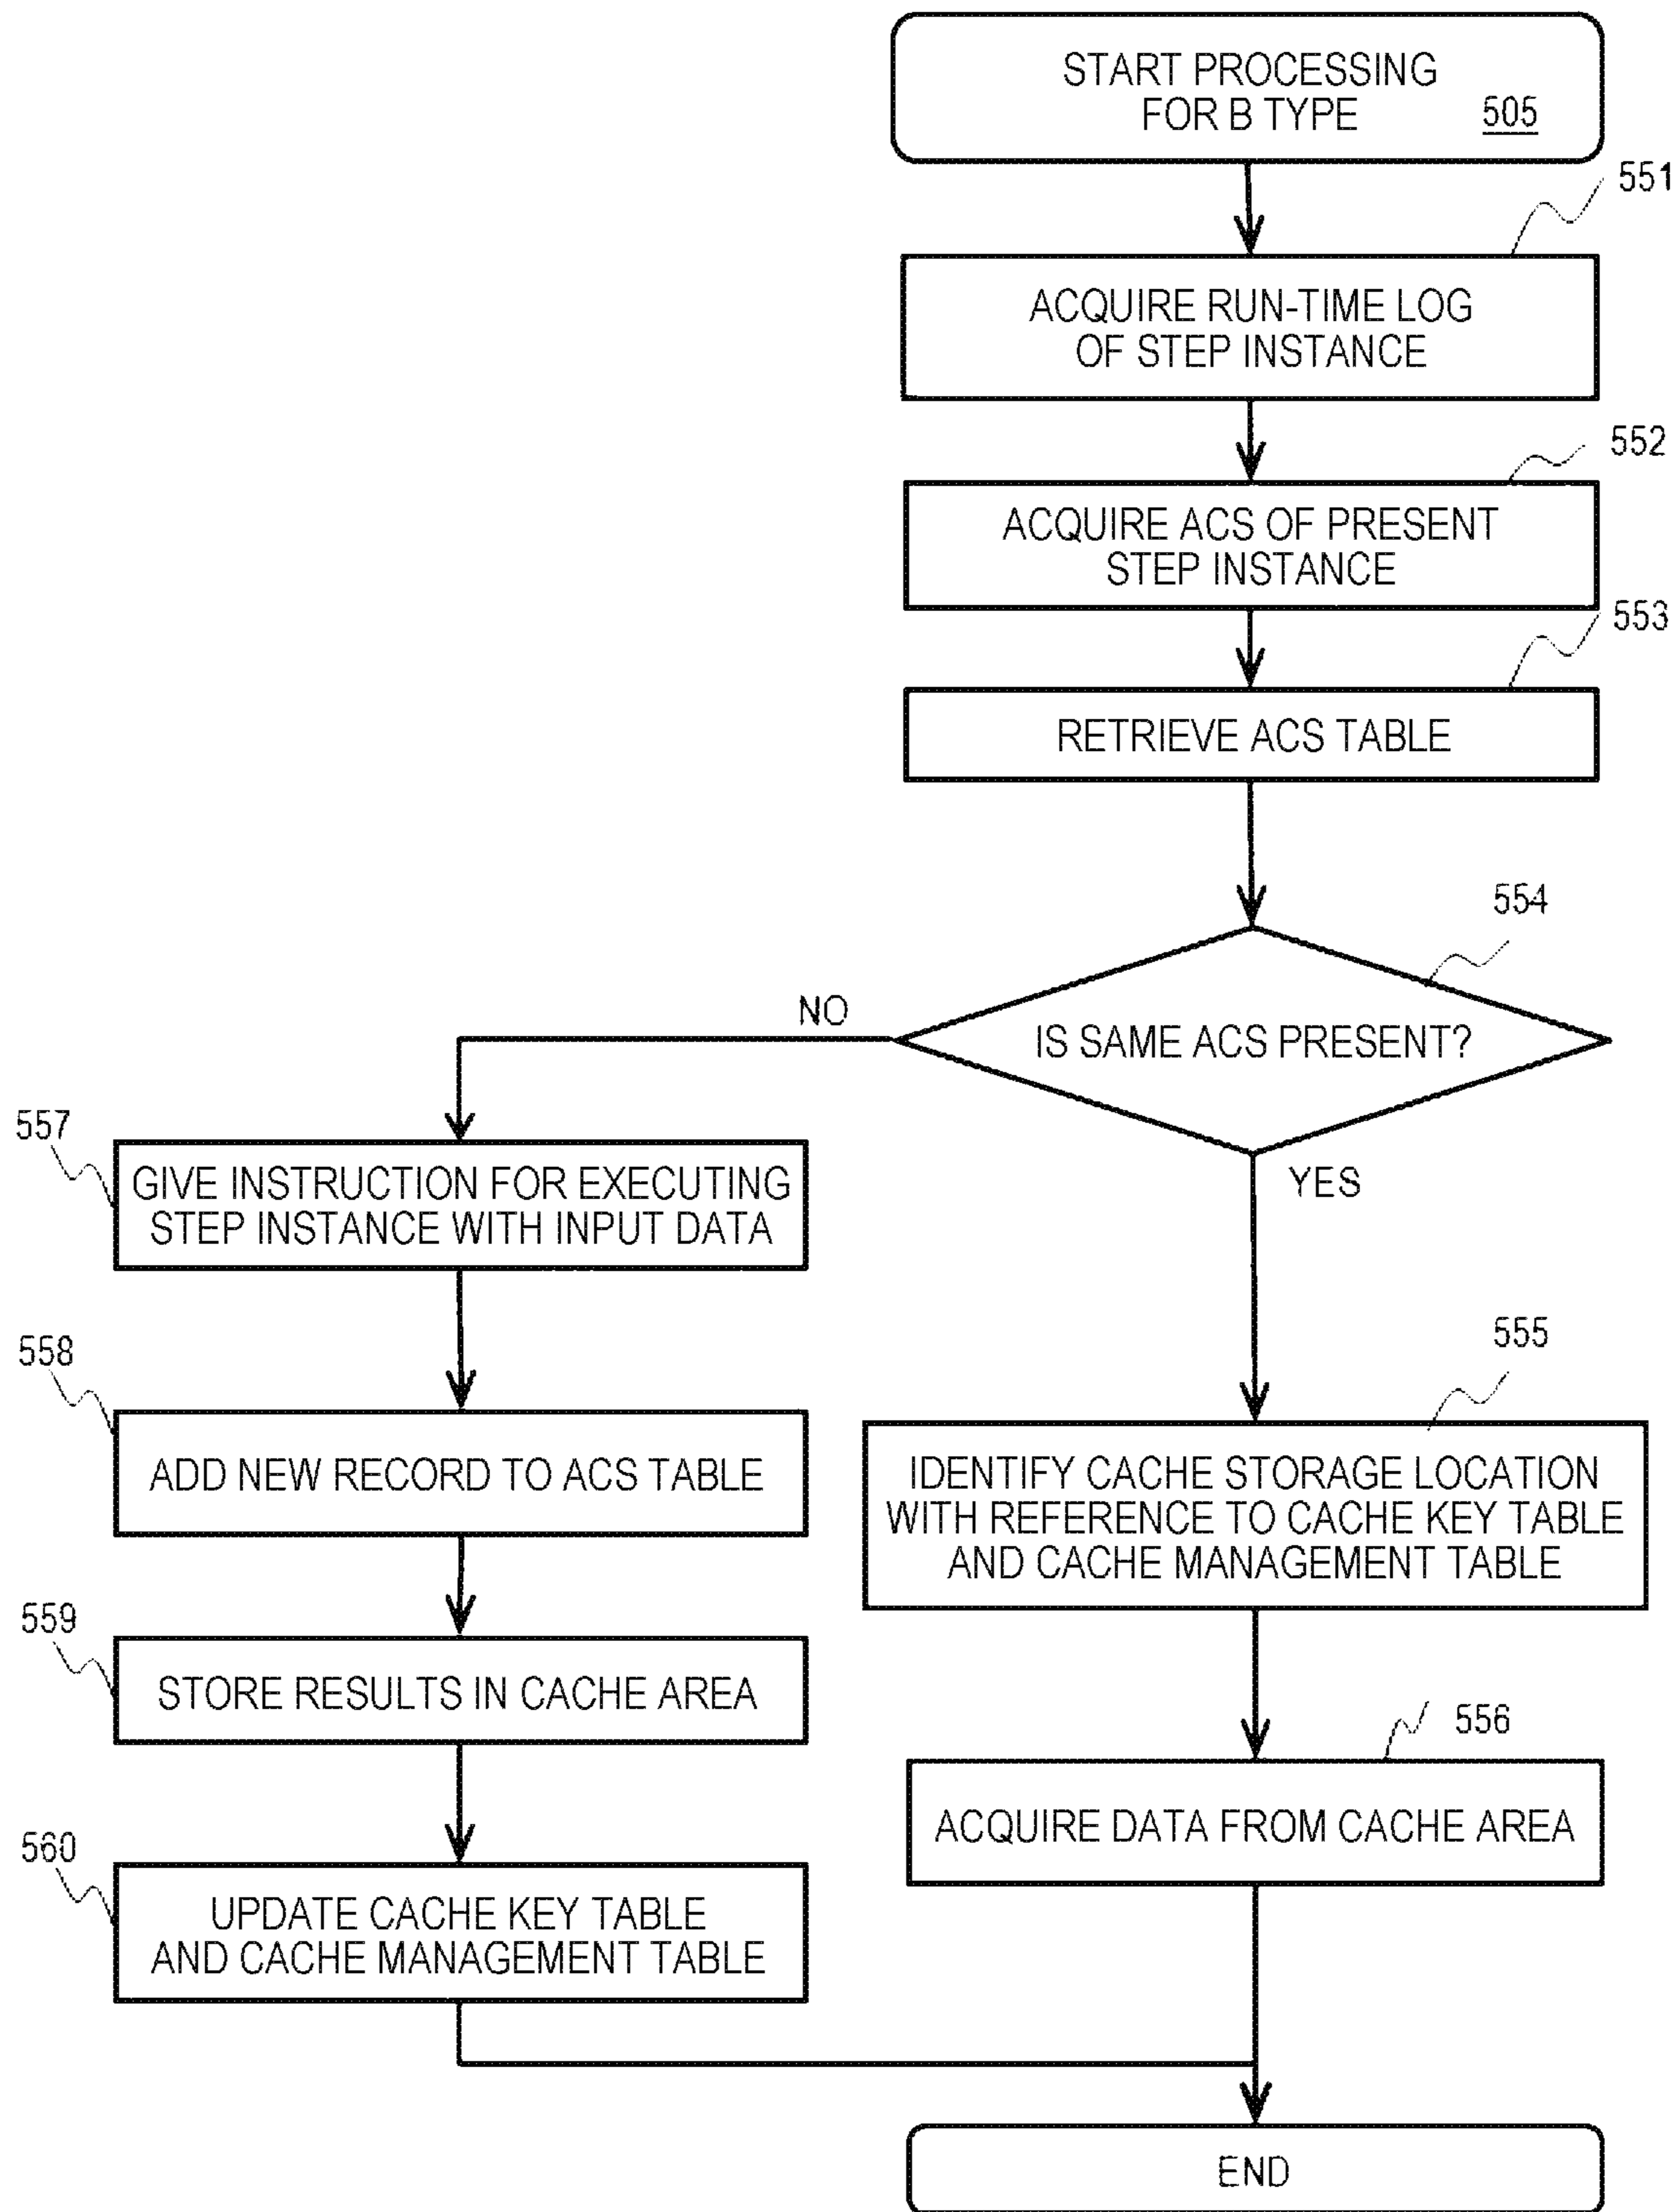 START PROCESSING
FOR B TYPE 505
551
ACQUIRE RUN-TIME LOG
OF STEP INSTANCE
552
ACQUIRE ACS OF PRESENT
STEP INSTANCE
553
RETRIEVE ACS TABLE
554
IS SAME ACS PRESENT?
NO
YES
557
GIVE INSTRUCTION FOR EXECUTING
STEP INSTANCE WITH INPUT DATA
558
ADD NEW RECORD TO ACS TABLE
559
STORE RESULTS IN CACHE AREA
560
UPDATE CACHE KEY TABLE
AND CACHE MANAGEMENT TABLE
555
IDENTIFY CACHE STORAGE LOCATION
WITH REFERENCE TO CACHE KEY TABLE
AND CACHE MANAGEMENT TABLE
556
ACQUIRE DATA FROM CACHE AREA
END